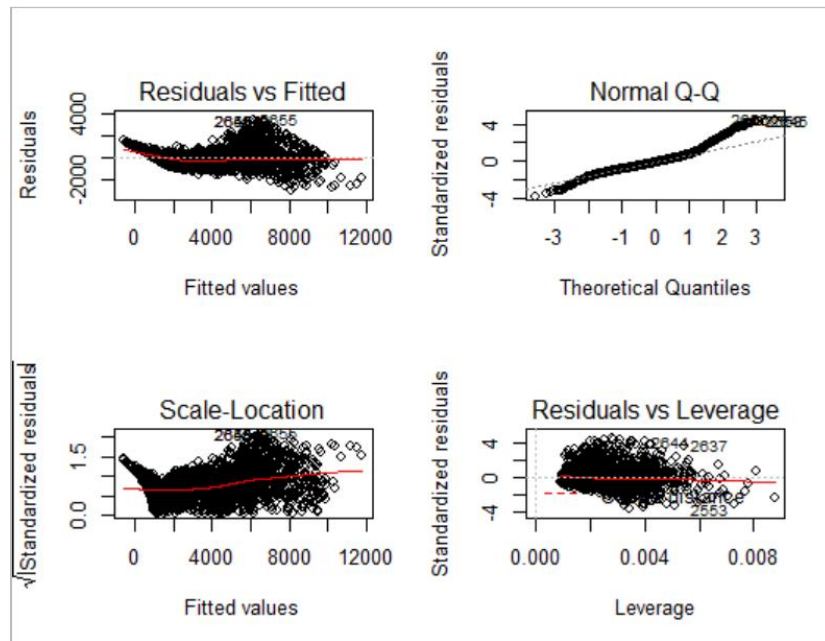 Residuals vs Fitted
Residuals
4000
-2000
2655
0 4000 8000 12000
Fitted values
Normal Q-Q
Standardized residuals
4
0
-4
-3 -1 0 1 2 3
Theoretical Quantiles
Scale-Location
√|Standardized residuals|
1.5
0.0
0 4000 8000 12000
Fitted values
Residuals vs Leverage
Standardized residuals
4
0
-4
2644 2637
distance
2553
0.000 0.004 0.008
Leverage